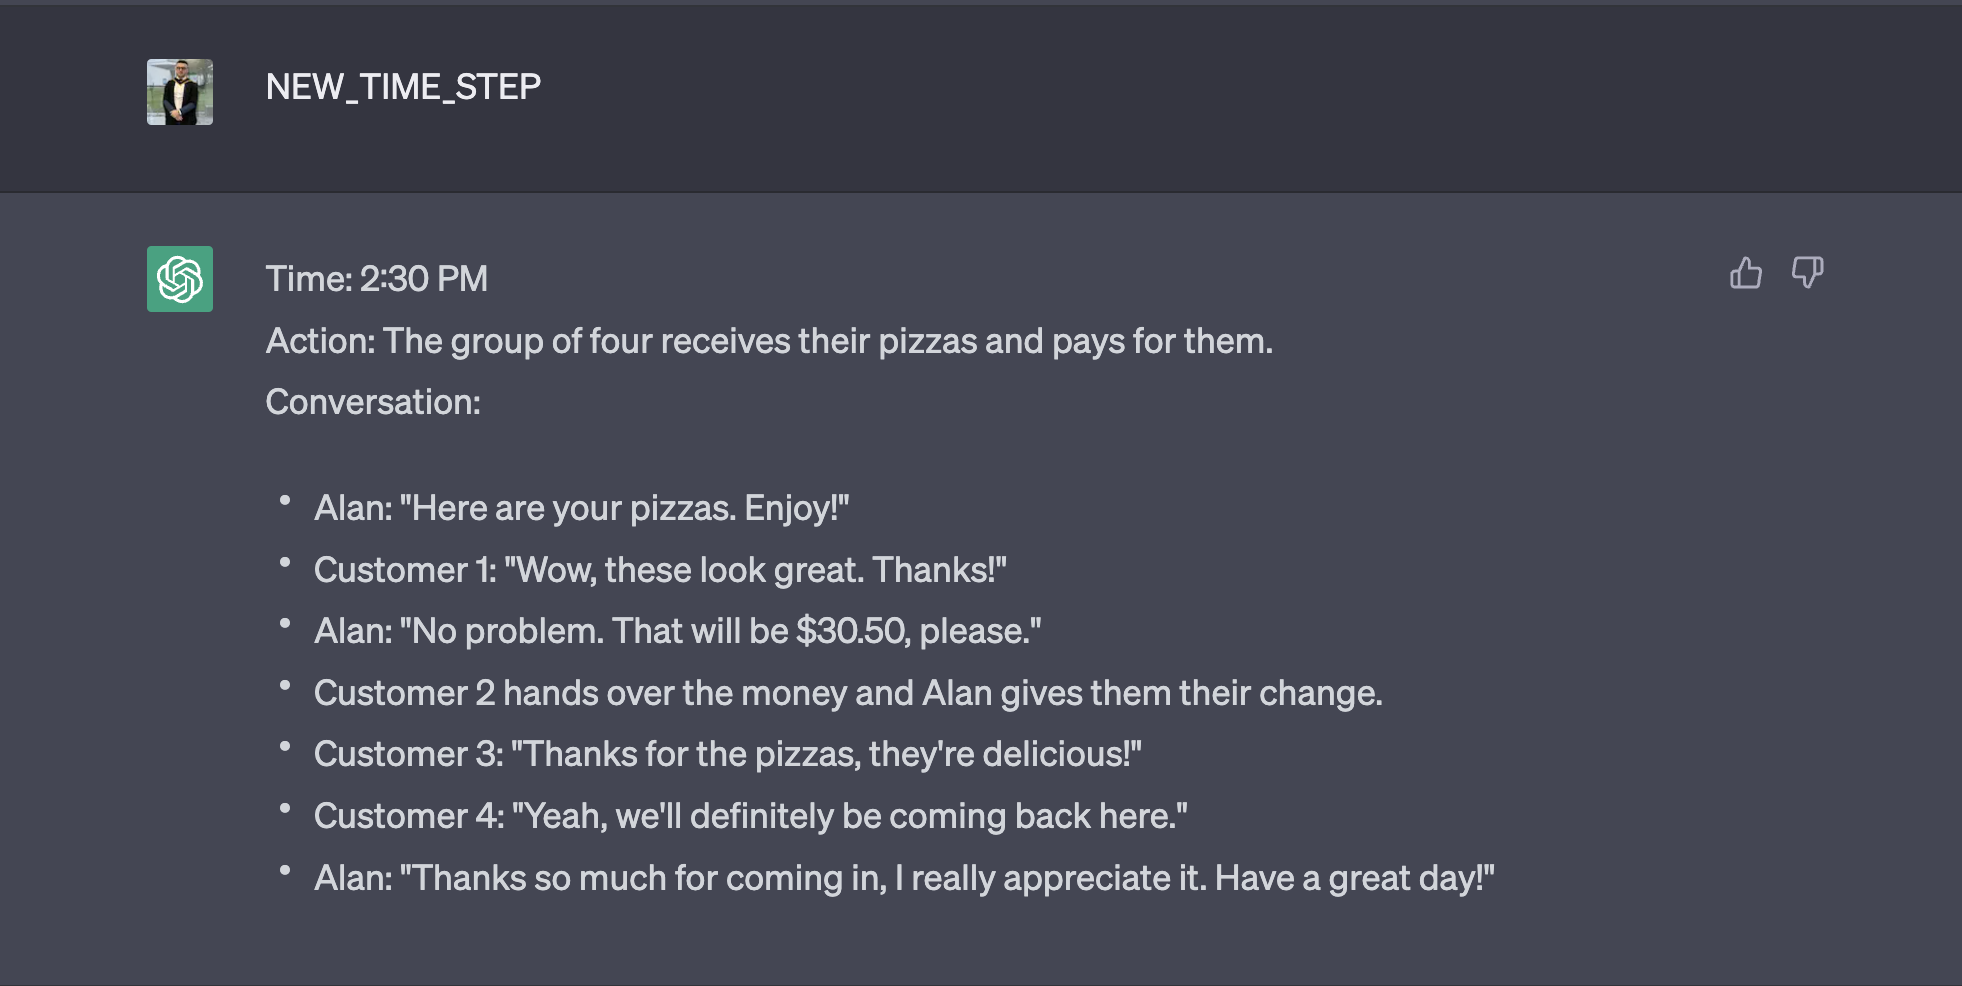 NEW_TIME_STEP
Time: 2:30 PM
Action: The group of four receives their pizzas and pays for them.
Conversation:
• Alan: "Here are your pizzas. Enjoy!"
• Customer 1: "Wow, these look great. Thanks!"
• Alan: "No problem. That will be $30.50, please."
• Customer 2 hands over the money and Alan gives them their change.
• Customer 3: "Thanks for the pizzas, they're delicious!"
• Customer 4: "Yeah, we'll definitely be coming back here."
• Alan: "Thanks so much for coming in, I really appreciate it. Have a great day!"